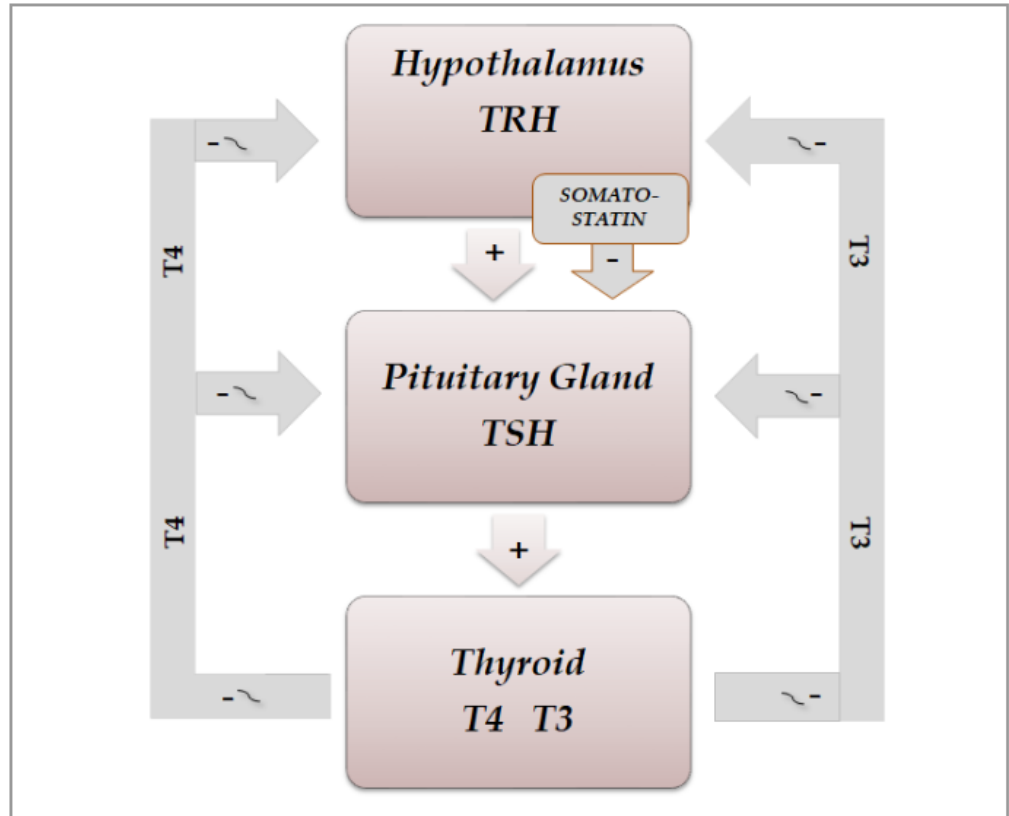 Hypothalamus
TRH
SOMATO-
STATIN
+
-
-~
~-
T4
T3
Pituitary Gland
TSH
-~
~-
+
T4
T3
Thyroid
T4 T3
-~
~-